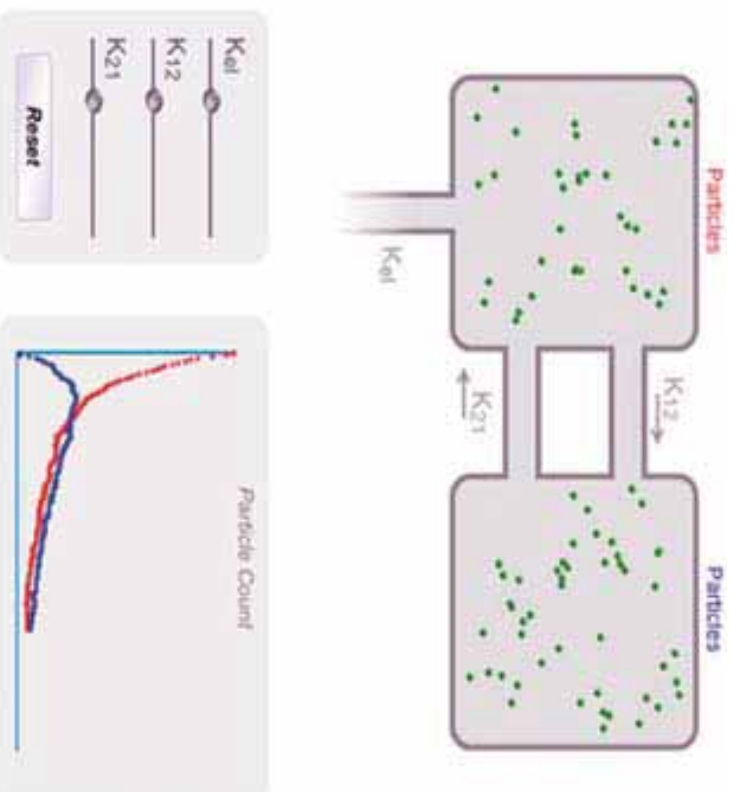 Particles
Particles
K12
K21
Kel
Kel
K12
K21
Reset
Particle Count